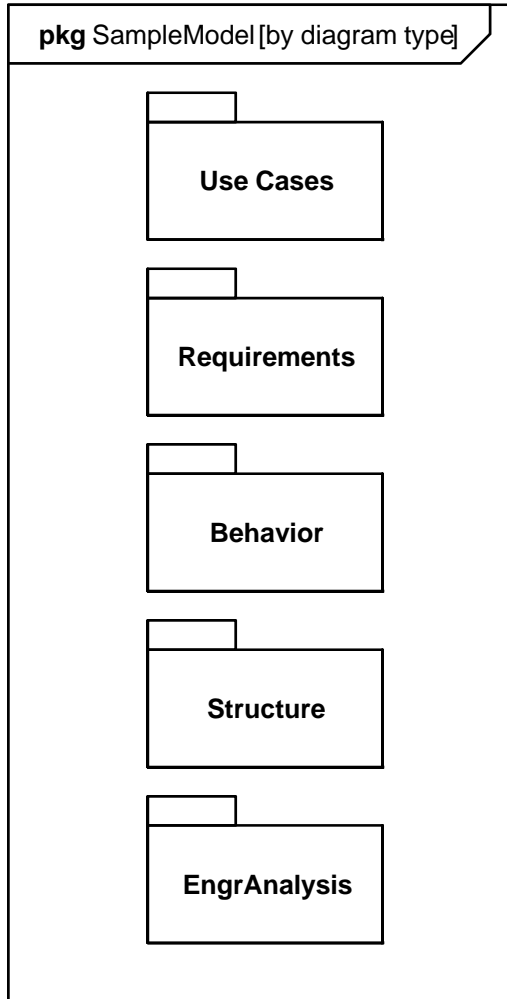 pkg SampleModel [by diagram type]
Use Cases
Requirements
Behavior
Structure
EngrAnalysis